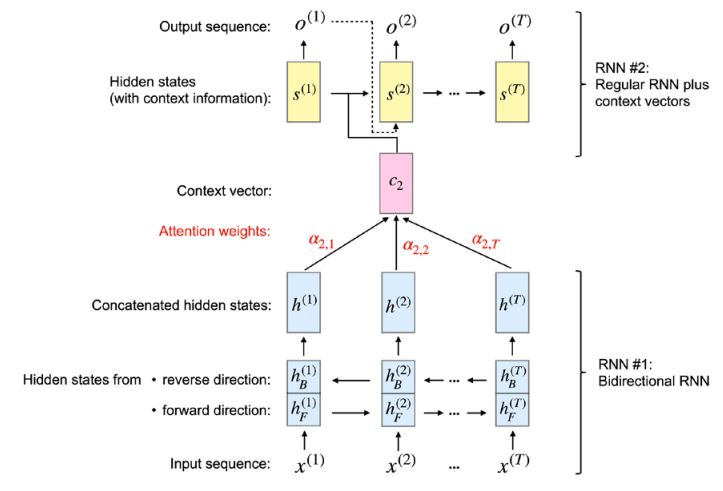 Output sequence: o^(1) o^(2) o^(T)
Hidden states
(with context information): s^(1) s^(2) ... s^(T)
RNN #2:
Regular RNN plus
context vectors
Context vector: c_2
Attention weights: α_{2,1} α_{2,2} α_{2,T}
Concatenated hidden states: h^(1) h^(2) h^(T)
Hidden states from • reverse direction: h_B^(1) h_B^(2) ... h_B^(T)
• forward direction: h_F^(1) h_F^(2) ... h_F^(T)
RNN #1:
Bidirectional RNN
Input sequence: x^(1) x^(2) ... x^(T)